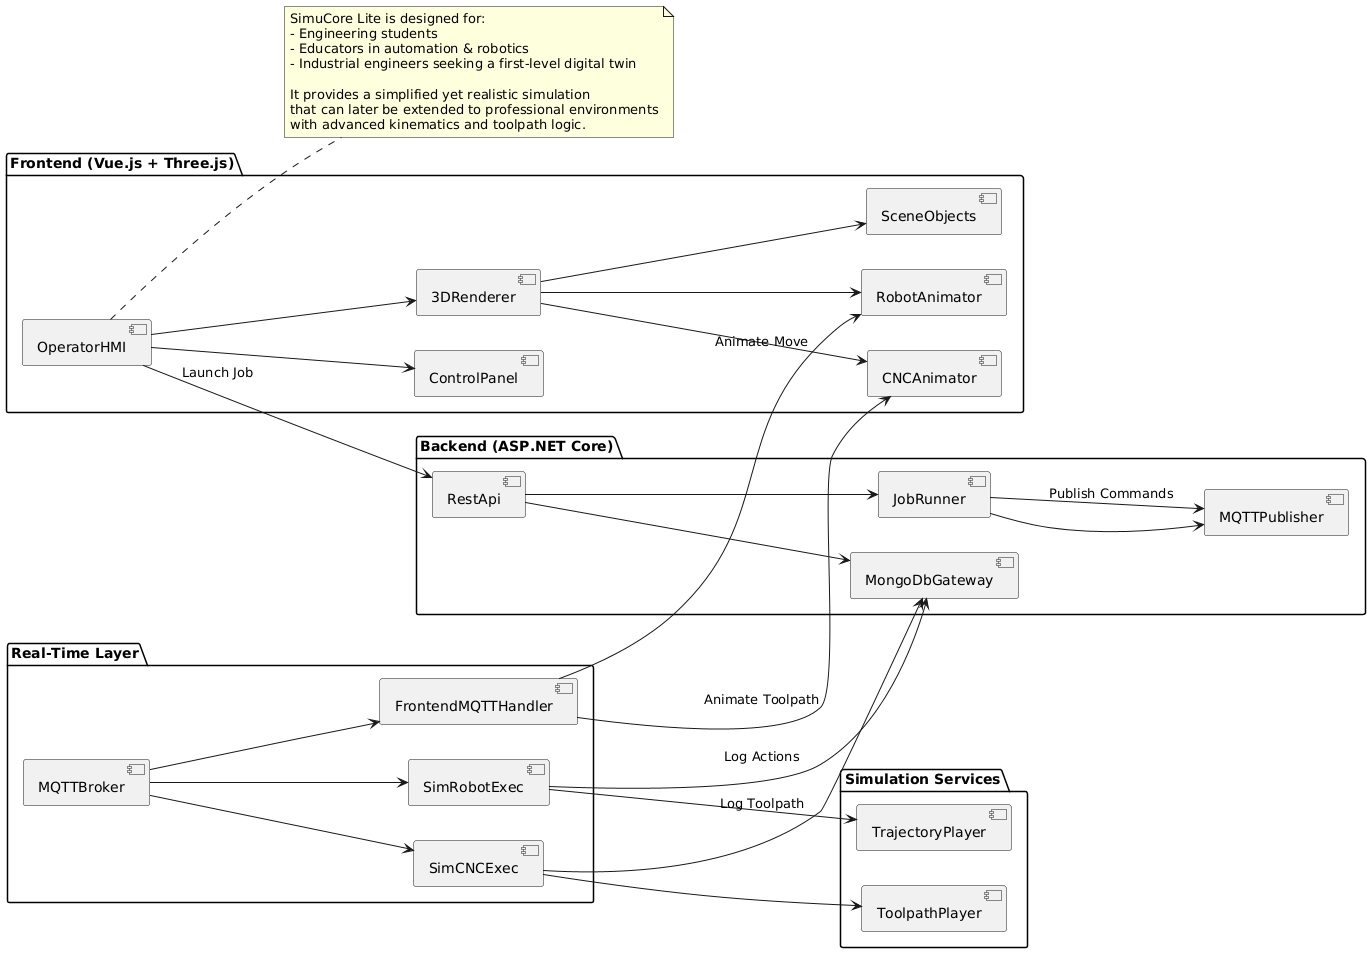 SimuCore Lite is designed for:
- Engineering students
- Educators in automation & robotics
- Industrial engineers seeking a first-level digital twin
It provides a simplified yet realistic simulation
that can later be extended to professional environments
with advanced kinematics and toolpath logic.
Frontend (Vue.js + Three.js)
SceneObjects
3DRenderer
RobotAnimator
OperatorHMI
Animate Move
ControlPanel
CNCAnimator
Launch Job
Backend (ASP.NET Core)
RestApi
JobRunner
Publish Commands
MQTTPublisher
MongoDbGateway
Real-Time Layer
FrontendMQTTHandler
Animate Toolpath
MQTTBroker
SimRobotExec
Log Actions
Log Toolpath
SimCNCExec
Simulation Services
TrajectoryPlayer
ToolpathPlayer